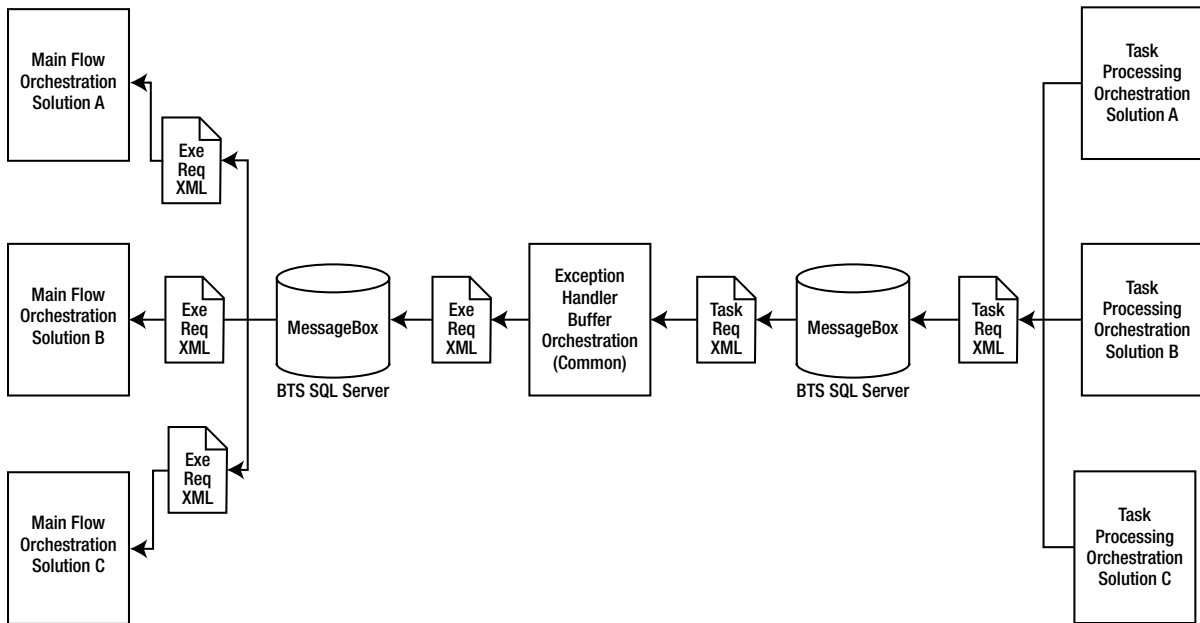 Main Flow
Orchestration
Solution A
Exe
Req
XML
Main Flow
Orchestration
Solution B
Exe
Req
XML
MessageBox
BTS SQL Server
Exe
Req
XML
Exception
Handler
Buffer
Orchestration
(Common)
Task
Req
XML
MessageBox
BTS SQL Server
Task
Req
XML
Task
Processing
Orchestration
Solution A
Task
Processing
Orchestration
Solution B
Main Flow
Orchestration
Solution C
Exe
Req
XML
Task
Processing
Orchestration
Solution C